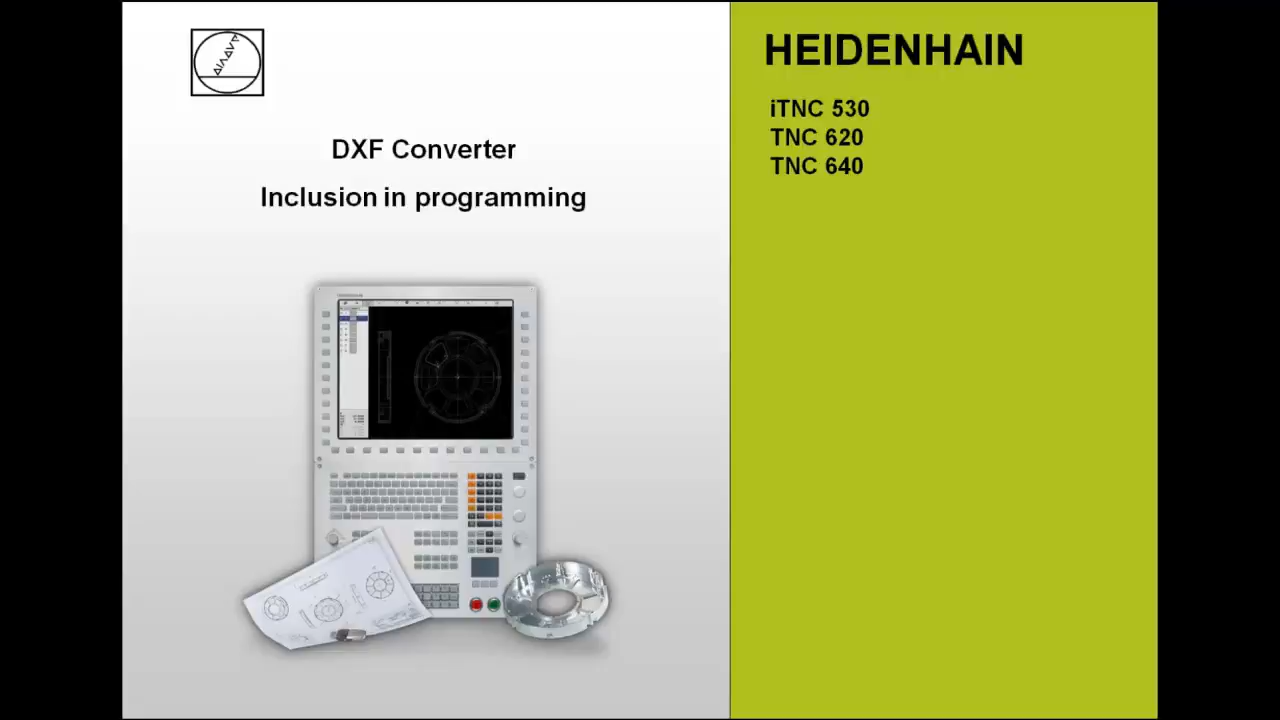 DXF Converter
Inclusion in programming
HEIDENHAIN
iTNC 530
TNC 620
TNC 640